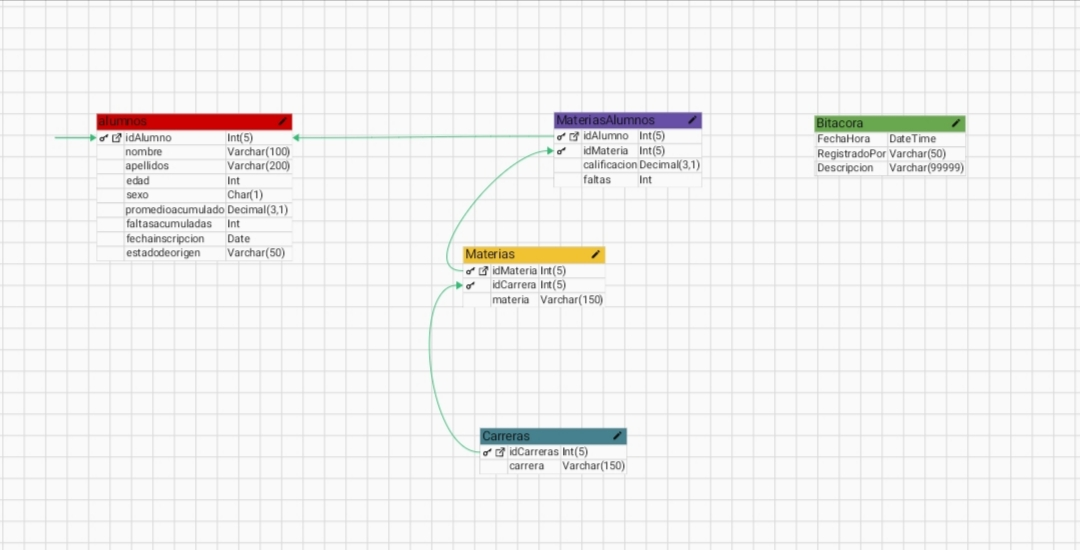 alumnos
idAlumno Int(5)
nombre Varchar(100)
apellidos Varchar(200)
edad Int
sexo Char(1)
promedioacumulado Decimal(3,1)
faltasacumuladas Int
fechainscripcion Date
estadodeorigen Varchar(50)
MateriasAlumnos
idAlumno Int(5)
idMateria Int(5)
calificacion Decimal(3,1)
faltas Int
Bitacora
FechaHora DateTime
RegistradoPor Varchar(50)
Descripcion Varchar(99999)
Materias
idMateria Int(5)
idCarrera Int(5)
materia Varchar(150)
Carreras
idCarreras Int(5)
carrera Varchar(150)